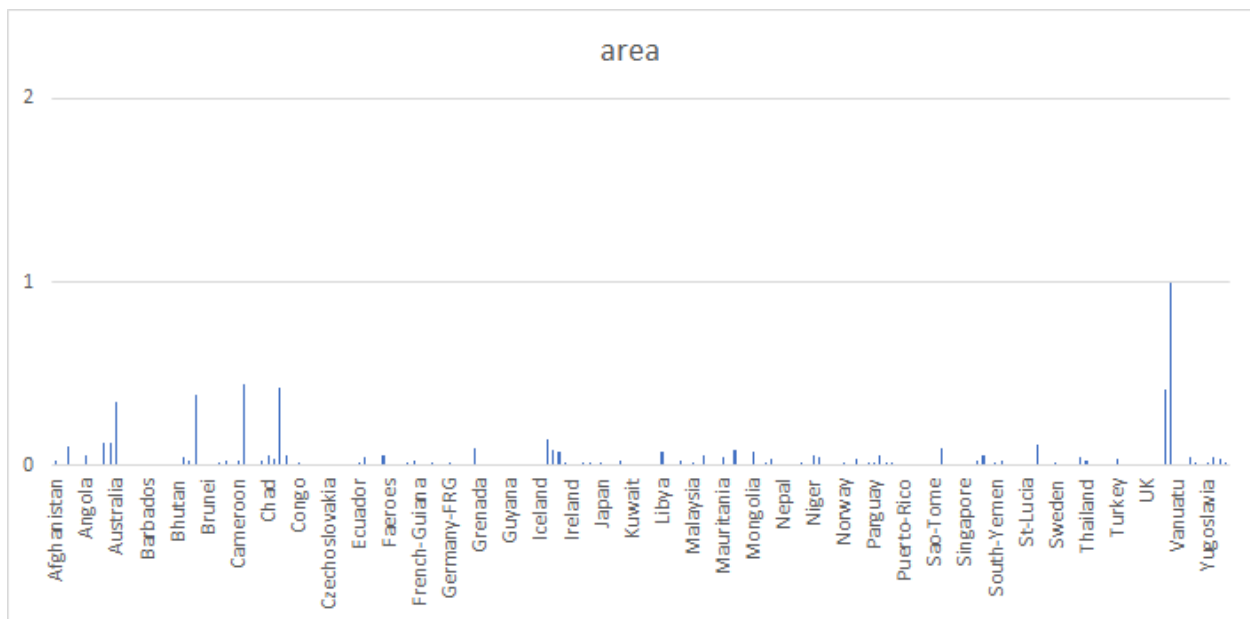 area
2
1
0
Afghanistan
Angola
Australia
Barbados
Bhutan
Brunei
Cameroon
Chad
Congo
Czechoslovakia
Ecuador
Faeroes
French-Guiana
Germany-FRG
Grenada
Guyana
Iceland
Ireland
Japan
Kuwait
Libya
Malaysia
Mauritania
Mongolia
Nepal
Niger
Norway
Parguay
Puerto-Rico
Sao-Tome
Singapore
South-Yemen
St-Lucia
Sweden
Thailand
Turkey
UK
Vanuatu
Yugoslavia